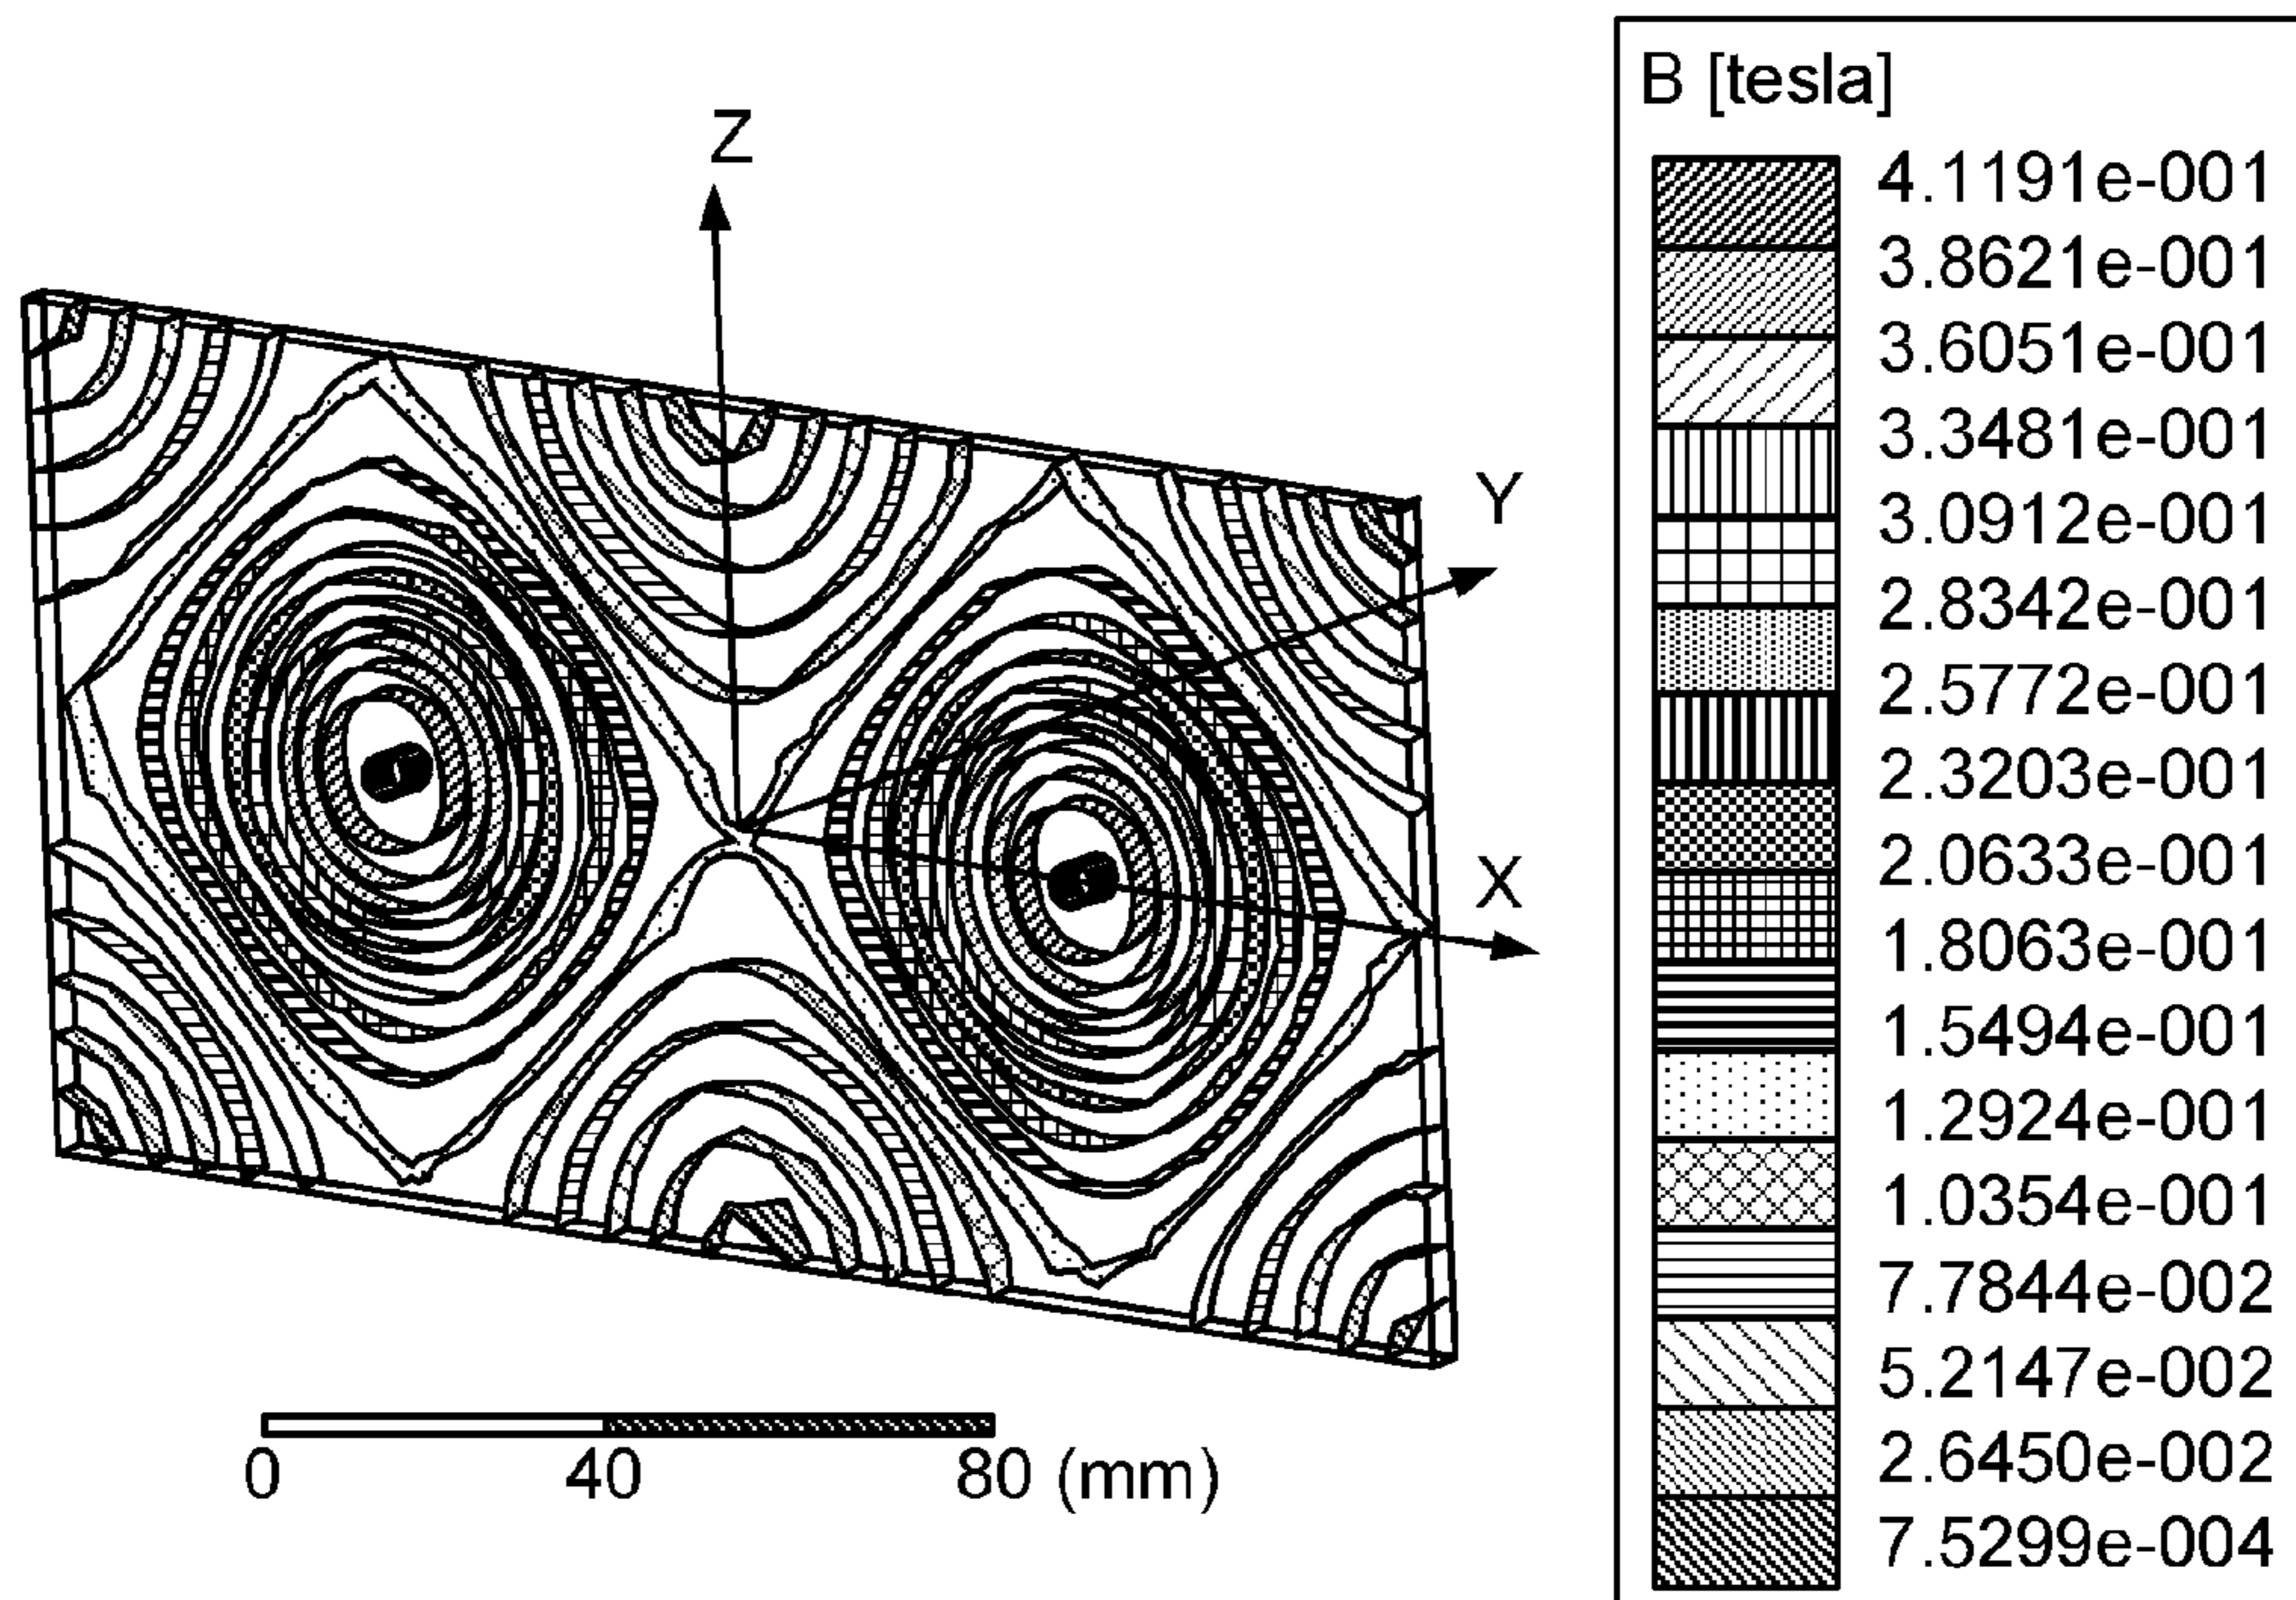 Z
Y
X
0 40 80 (mm)
B [tesla]
4.1191e-001
3.8621e-001
3.6051e-001
3.3481e-001
3.0912e-001
2.8342e-001
2.5772e-001
2.3203e-001
2.0633e-001
1.8063e-001
1.5494e-001
1.2924e-001
1.0354e-001
7.7844e-002
5.2147e-002
2.6450e-002
7.5299e-004